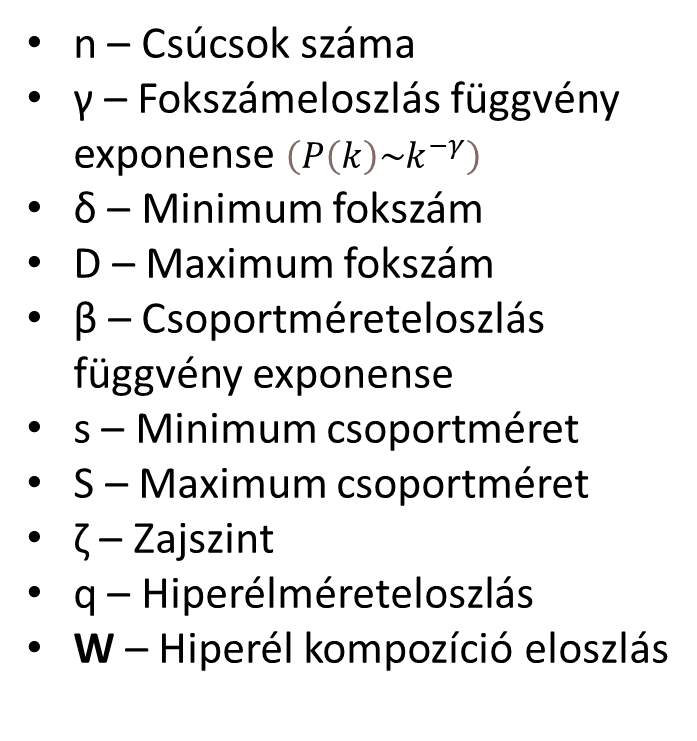 • n – Csúcsok száma
• γ – Fokszámeloszlás függvény
exponense (P(k)~k^−γ)
• δ – Minimum fokszám
• D – Maximum fokszám
• β – Csoportméreteloszlás
függvény exponense
• s – Minimum csoportméret
• S – Maximum csoportméret
• ζ – Zajszint
• q – Hiperélméreteloszlás
• W – Hiperél kompozíció eloszlás